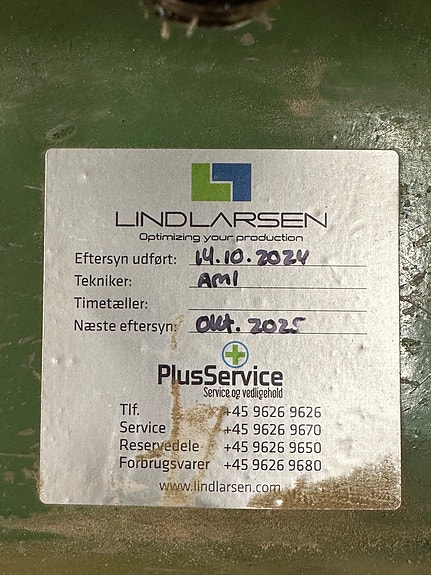 LINDLARSEN
Optimizing your production
Eftersyn udført: 14.10.2024
Tekniker: AMI
Timetæller:
Næste eftersyn: Okt. 2025
PlusService
Service og vedligehold
Tlf. +45 9626 9626
Service +45 9626 9670
Reservedele +45 9626 9650
Forbrugsvarer +45 9626 9680
www.lindlarsen.com